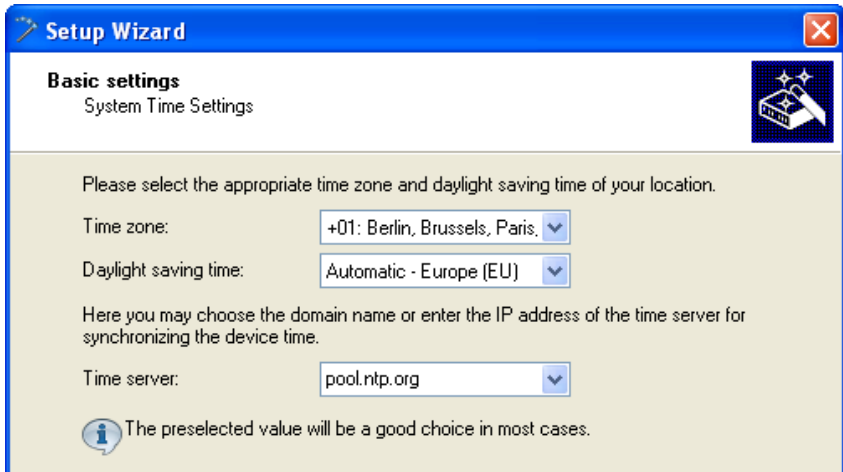 Setup Wizard
Basic settings
System Time Settings
Please select the appropriate time zone and daylight saving time of your location.
Time zone:
+01: Berlin, Brussels, Paris,
Daylight saving time:
Automatic - Europe (EU)
Here you may choose the domain name or enter the IP address of the time server for
synchronizing the device time.
Time server:
pool.ntp.org
The preselected value will be a good choice in most cases.